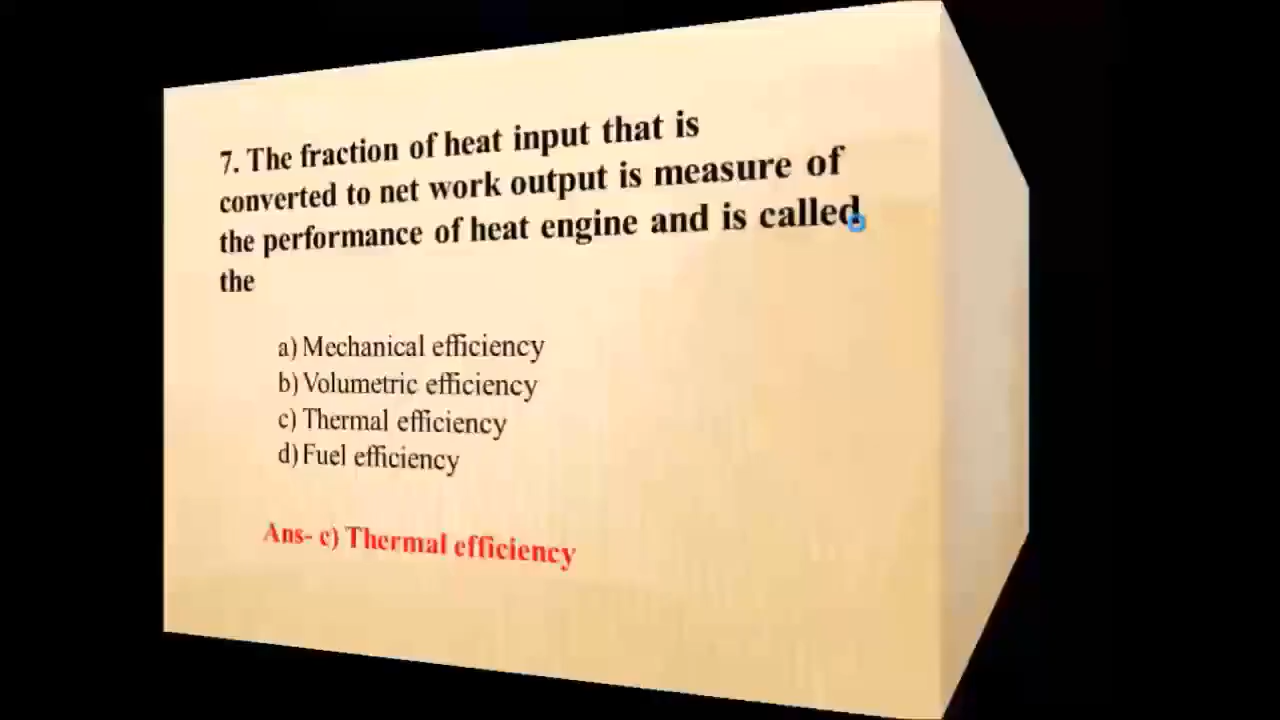 7. The fraction of heat input that is
converted to net work output is measure of
the performance of heat engine and is called
the
a) Mechanical efficiency
b) Volumetric efficiency
c) Thermal efficiency
d) Fuel efficiency
Ans- c) Thermal efficiency